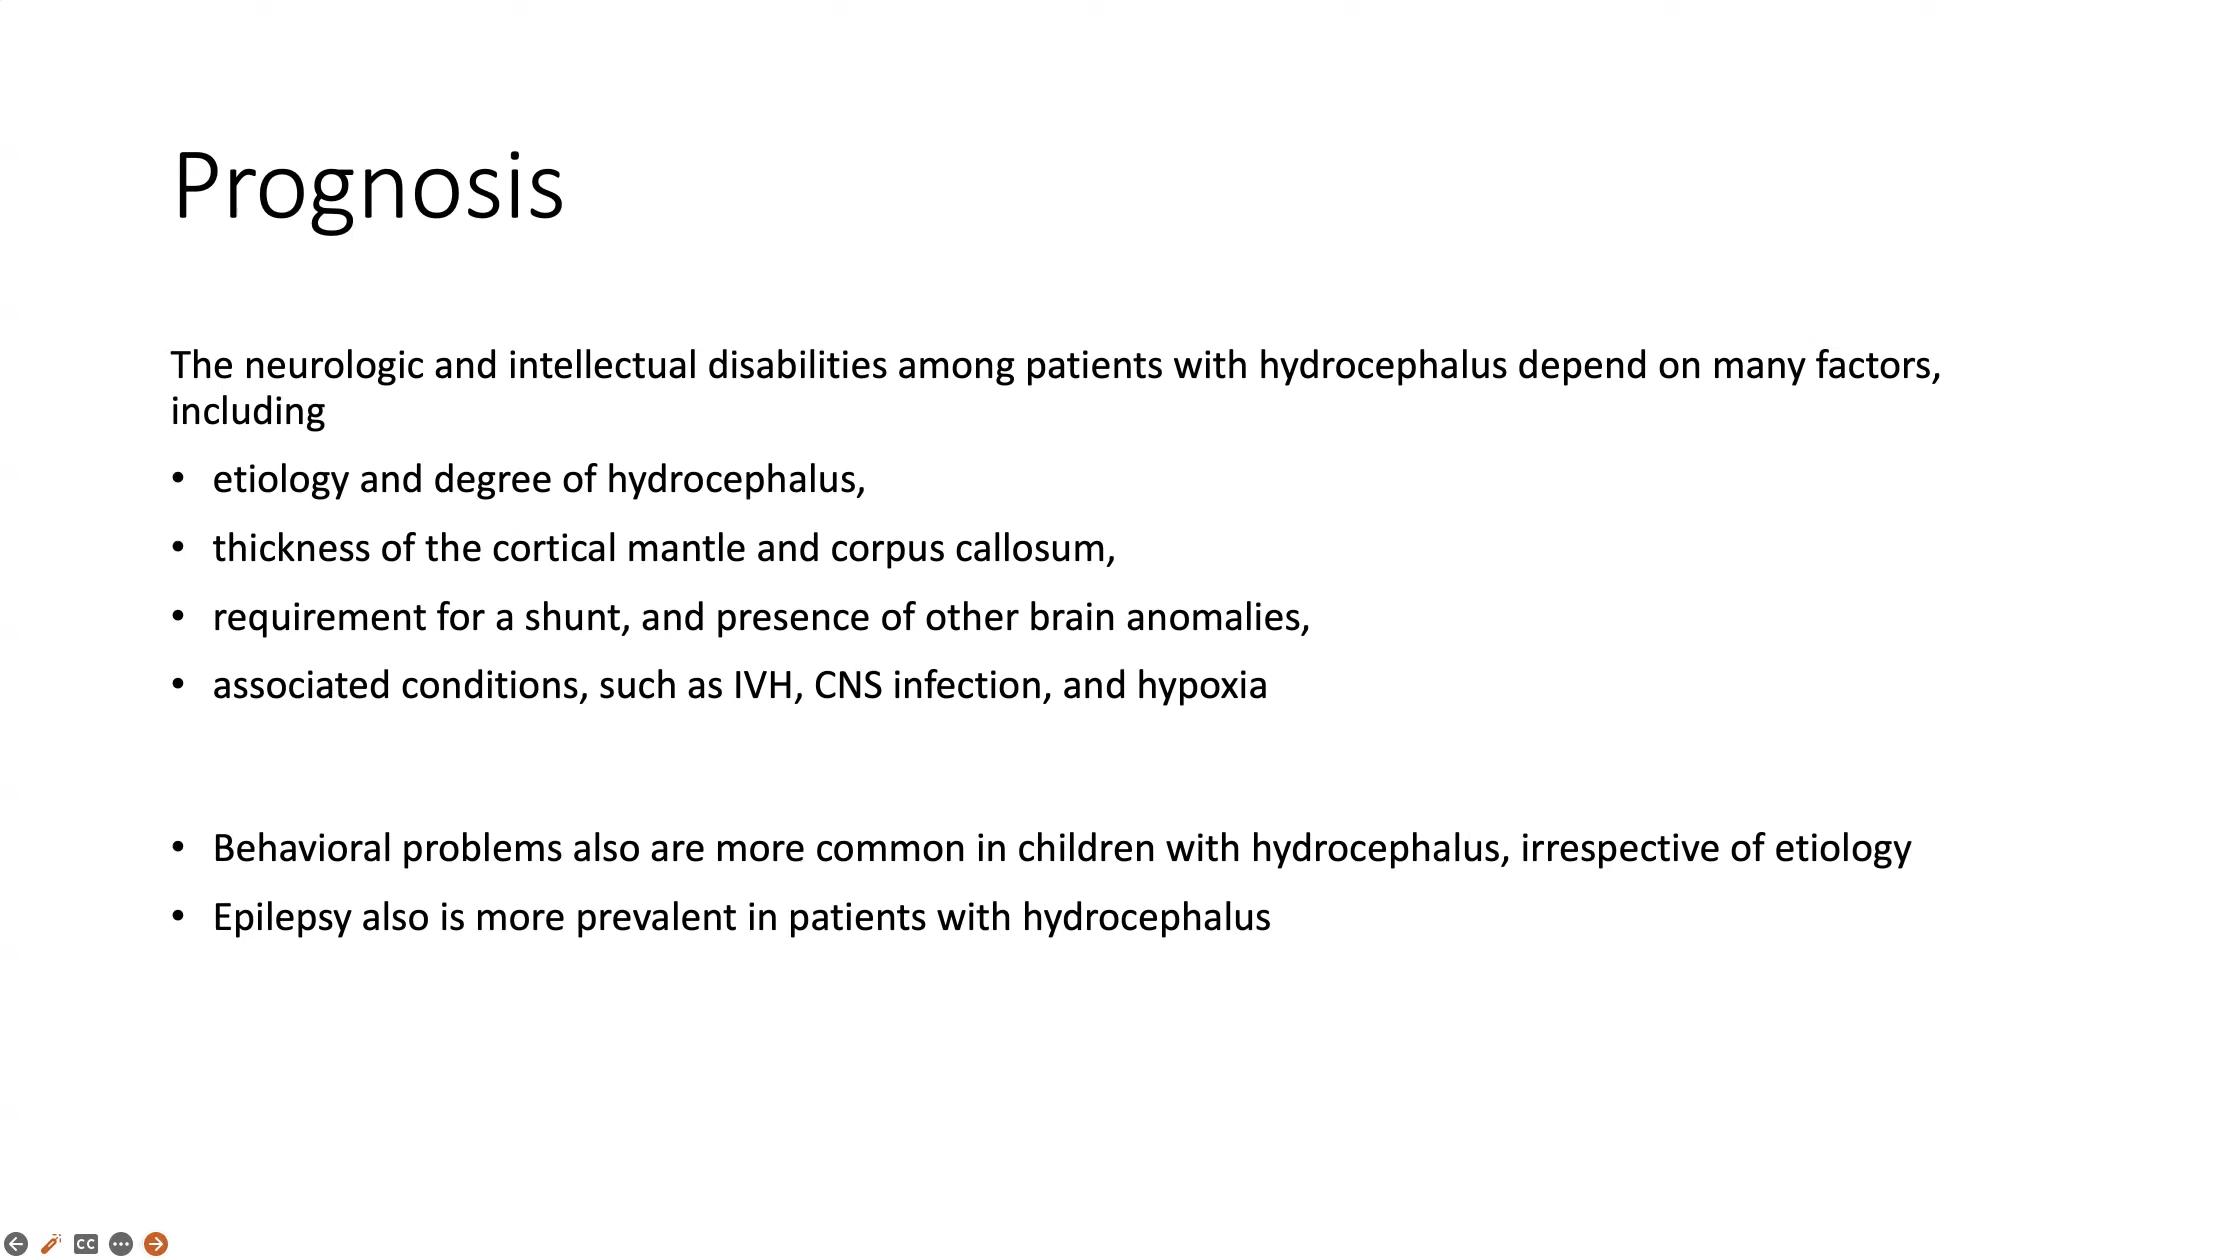 Prognosis
The neurologic and intellectual disabilities among patients with hydrocephalus depend on many factors,
including
• etiology and degree of hydrocephalus,
• thickness of the cortical mantle and corpus callosum,
• requirement for a shunt, and presence of other brain anomalies,
• associated conditions, such as IVH, CNS infection, and hypoxia
• Behavioral problems also are more common in children with hydrocephalus, irrespective of etiology
• Epilepsy also is more prevalent in patients with hydrocephalus
CC